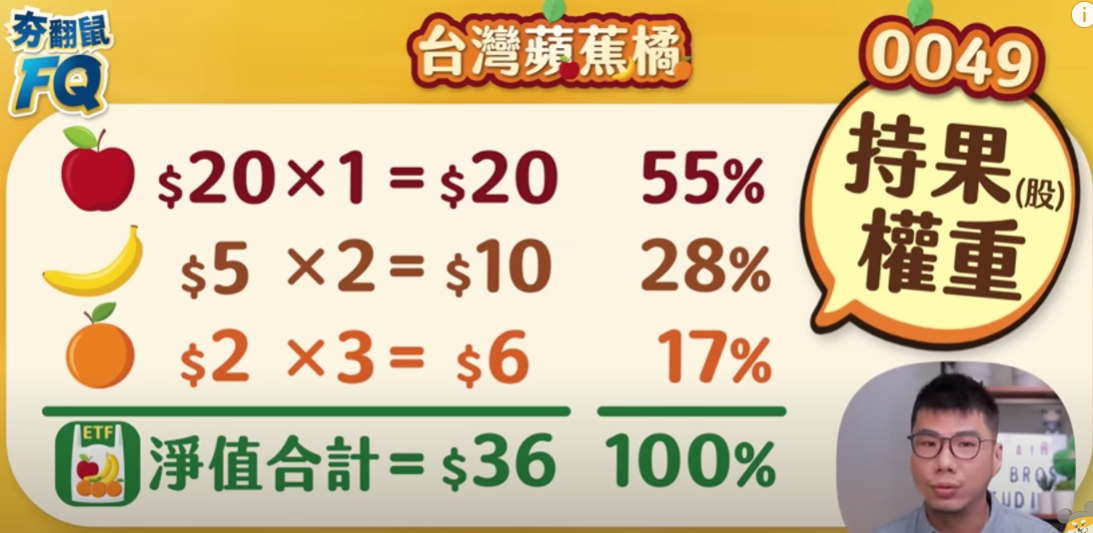 夯翻鼠
FQ
台灣蘋蕉橘
0049
持果(股)
權重
$20×1=$20 55%
$5 ×2=$10 28%
$2 ×3=$6 17%
ETF
淨值合計=$36 100%
BROS
i